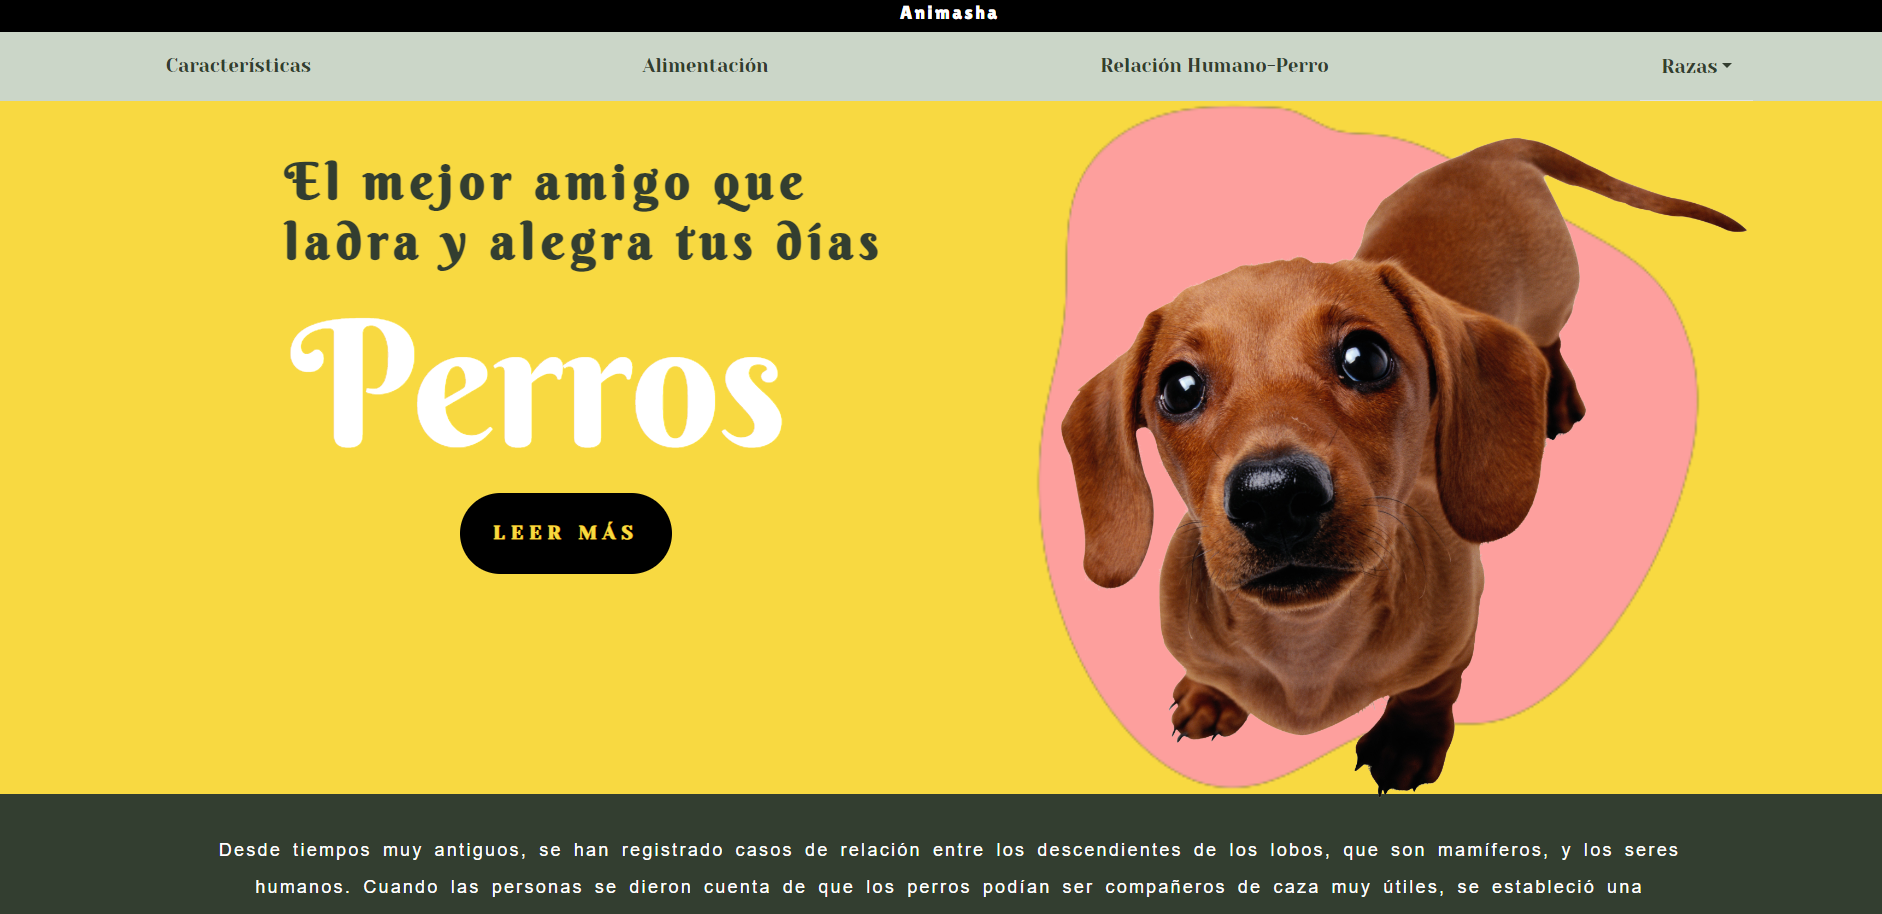 Animasha
Características
Alimentación
Relación Humano-Perro
Razas
El mejor amigo que
ladra y alegra tus días
Perros
LEER MÁS
Desde tiempos muy antiguos, se han registrado casos de relación entre los descendientes de los lobos, que son mamíferos, y los seres
humanos. Cuando las personas se dieron cuenta de que los perros podían ser compañeros de caza muy útiles, se estableció una